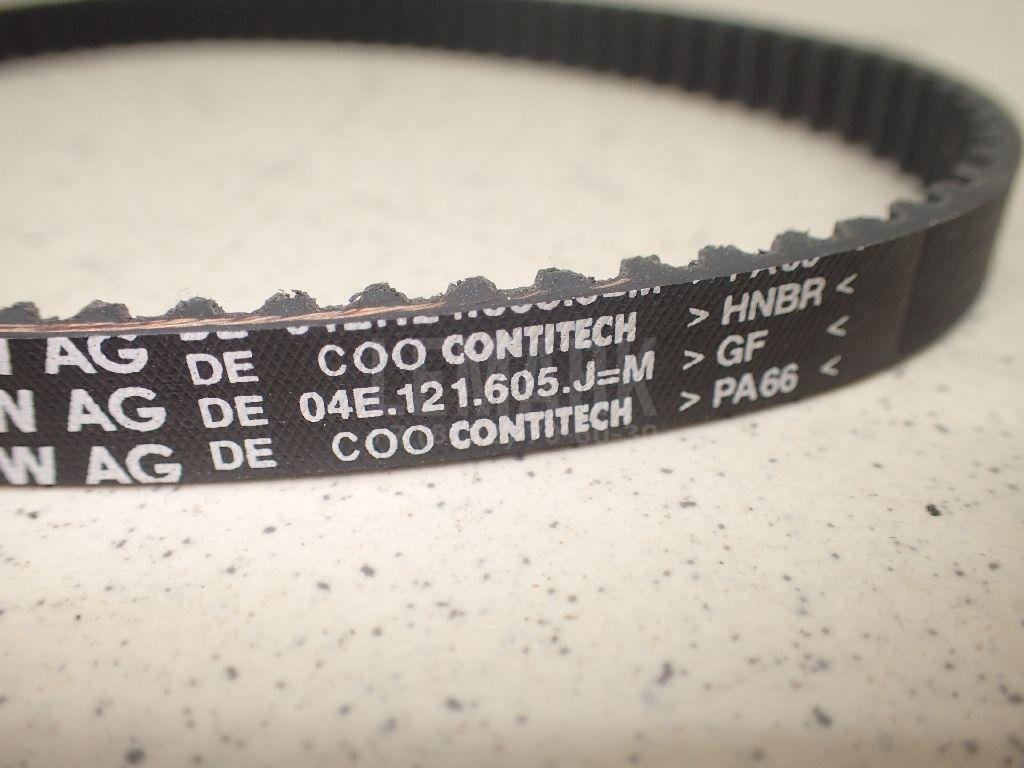 AG DE COO CONTITECH > HNBR <
N AG DE 04E.121.605.J=M > GF <
W AG DE COO CONTITECH > PA66 <